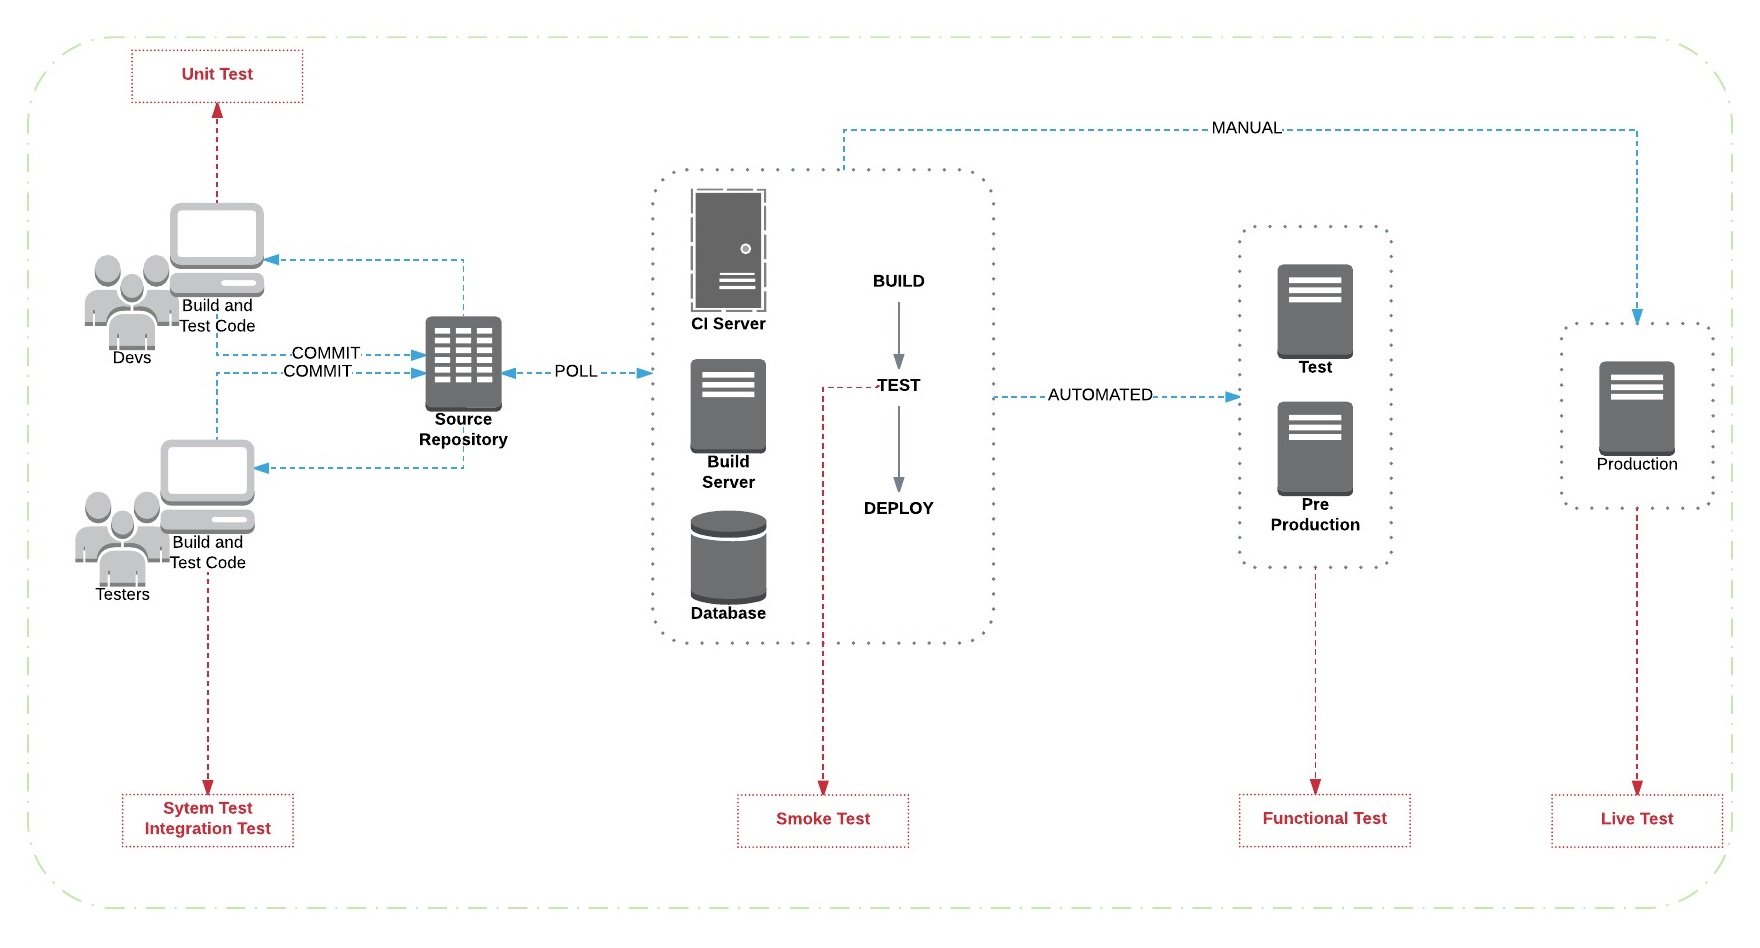 Unit Test
MANUAL
Build and
Test Code
Devs
COMMIT
COMMIT
Source
Repository
POLL
Build and
Test Code
Testers
CI Server
Build
Server
Database
BUILD
TEST
DEPLOY
AUTOMATED
Test
Pre
Production
Production
Sytem Test
Integration Test
Smoke Test
Functional Test
Live Test